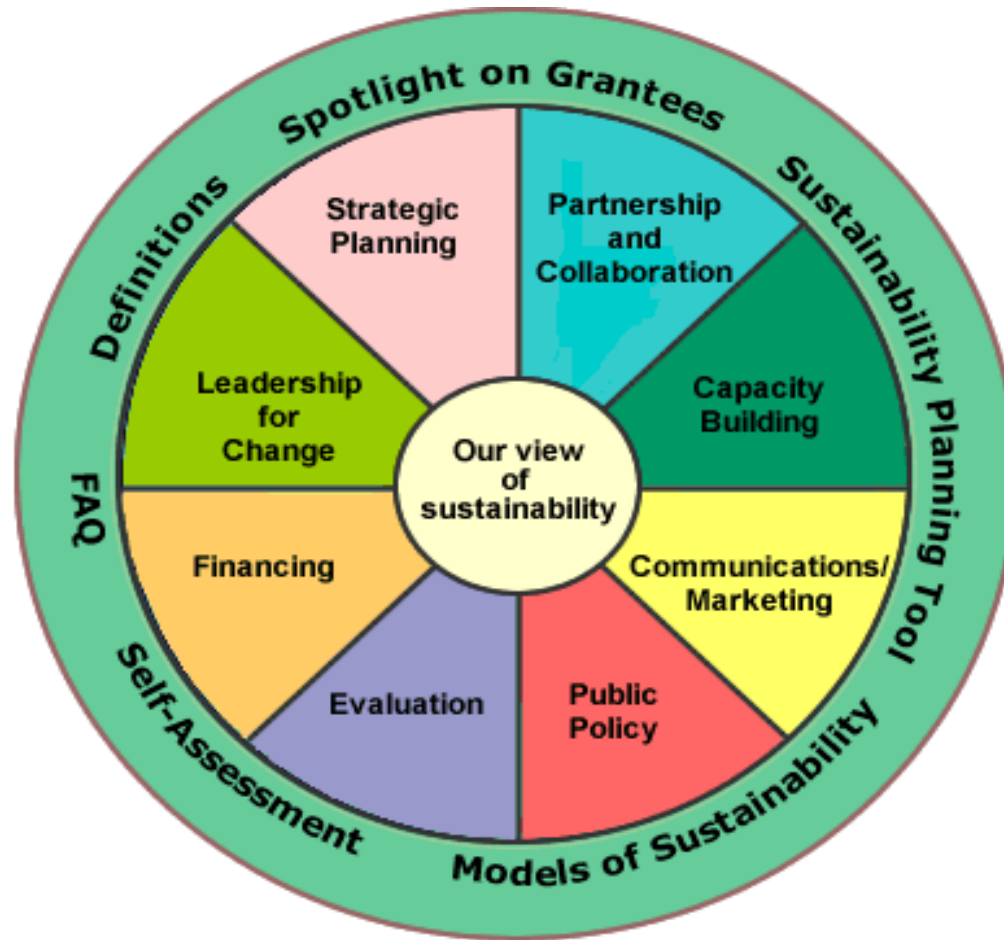 Spotlight on Grantees
Sustainability Planning Tool
Models of Sustainability
Self-Assessment
FAQ
Definitions
Strategic
Planning
Partnership
and
Collaboration
Capacity
Building
Communications/
Marketing
Public
Policy
Evaluation
Financing
Leadership
for
Change
Our view
of
sustainability